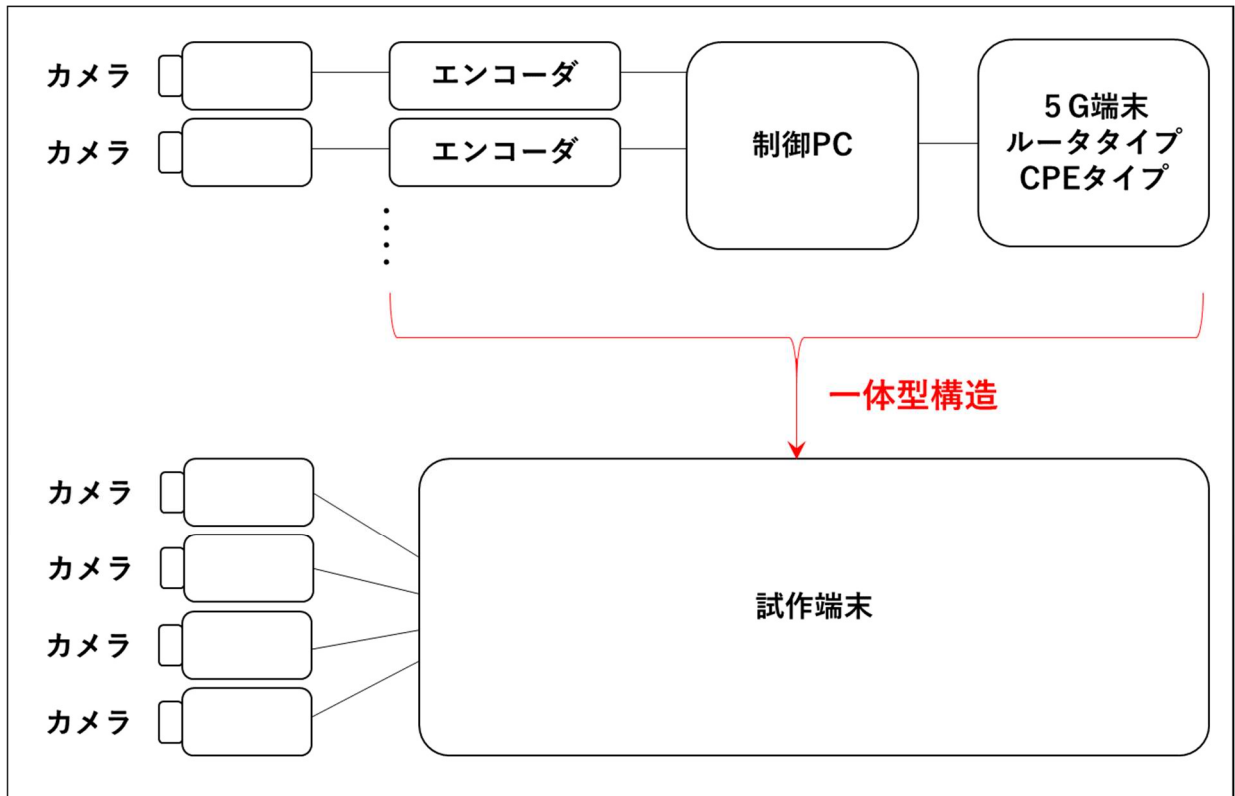 カメラ
エンコーダ
カメラ
エンコーダ
制御PC
5G端末
ルータタイプ
CPEタイプ
一体型構造
カメラ
カメラ
カメラ
カメラ
試作端末